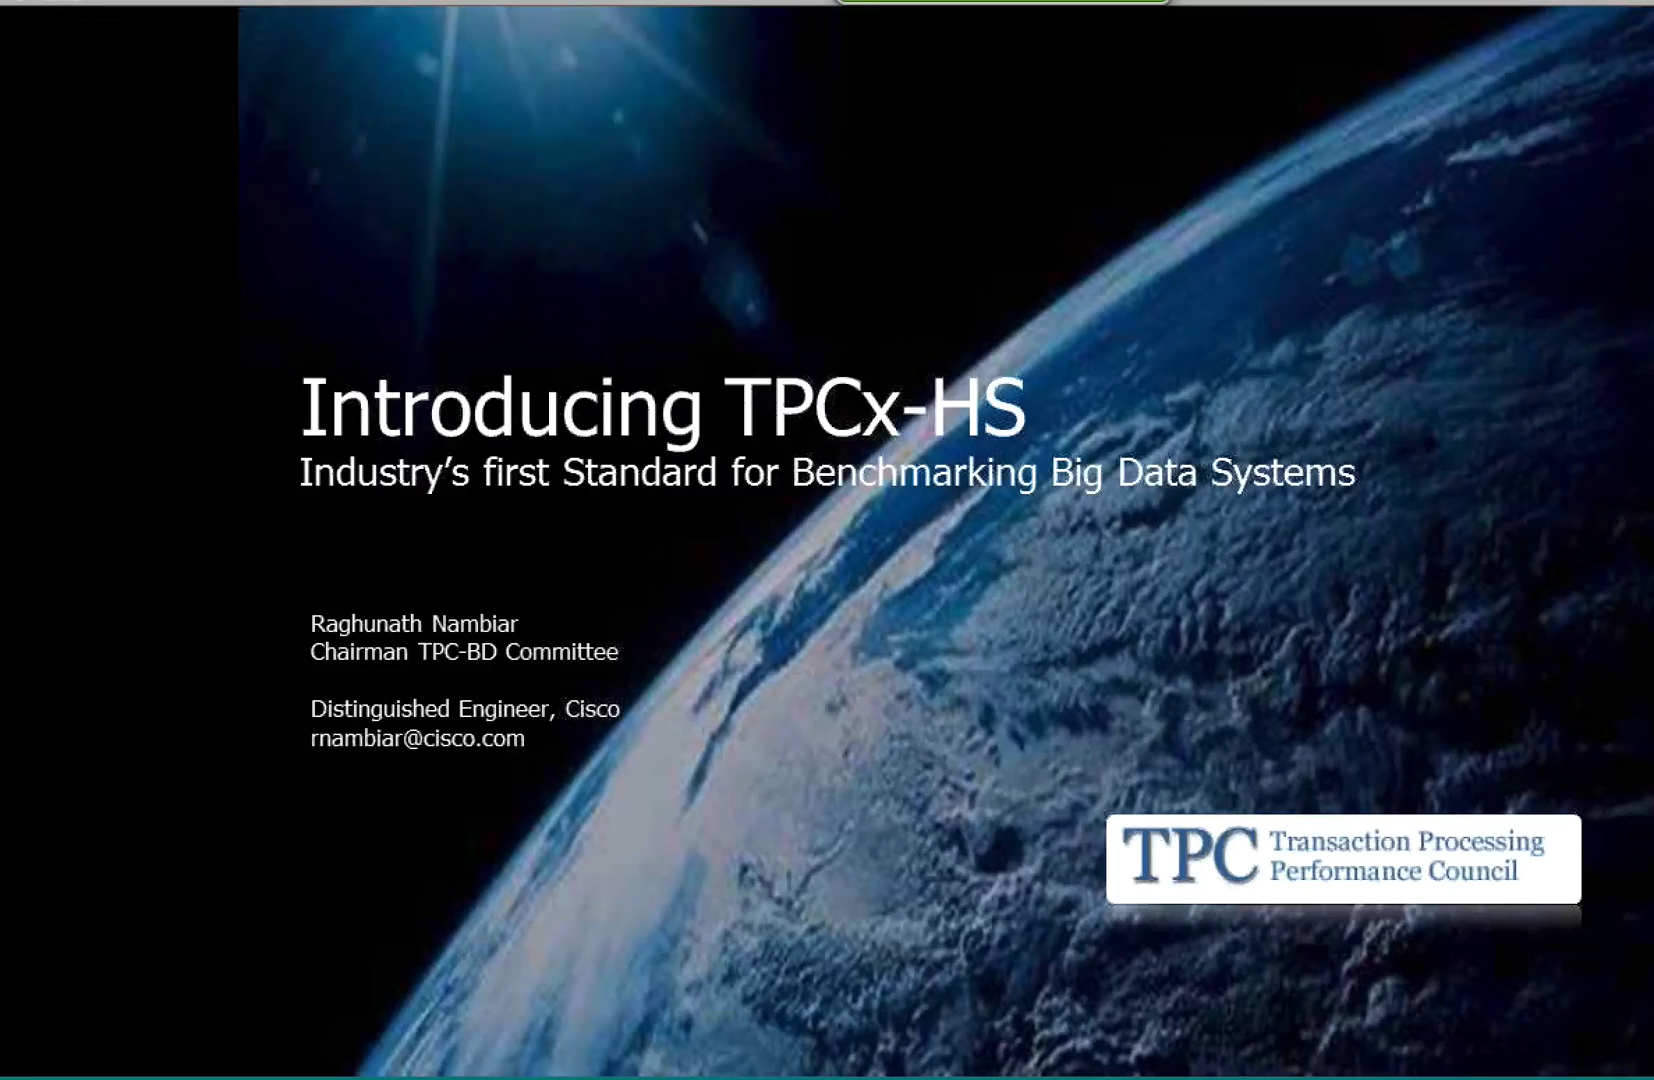 Introducing TPCx-HS
Industry’s first Standard for Benchmarking Big Data Systems
Raghunath Nambiar
Chairman TPC-BD Committee
Distinguished Engineer, Cisco
rnambiar@cisco.com
TPC Transaction Processing
Performance Council